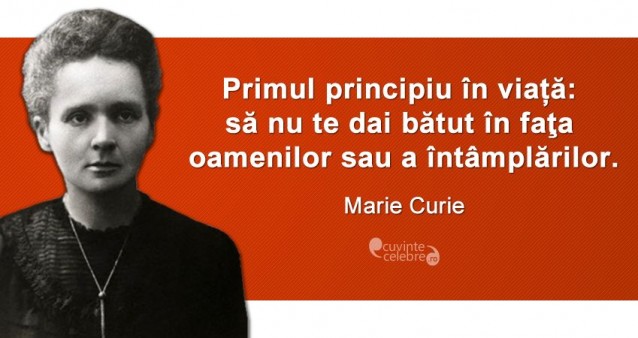 Primul principiu în viață:
să nu te dai bătut în faţa
oamenilor sau a întâmplărilor.
Marie Curie
cuvinte
celebre.ro